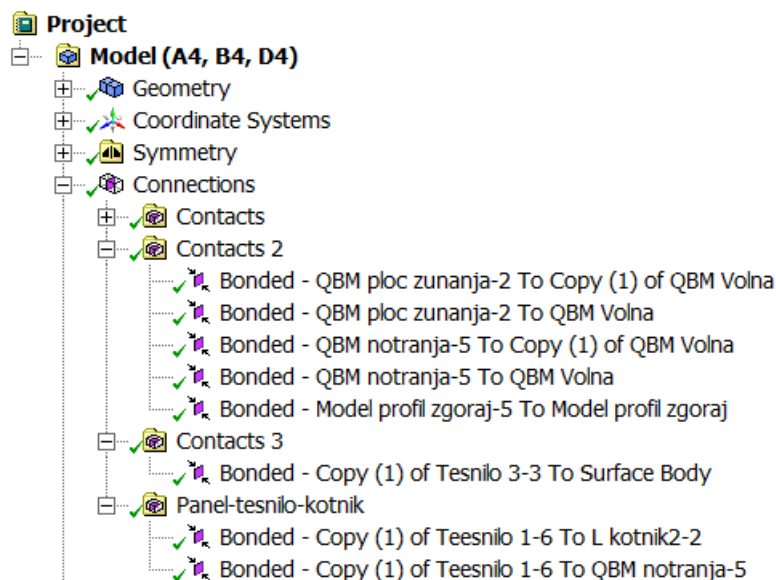 Project
Model (A4, B4, D4)
Geometry
Coordinate Systems
Symmetry
Connections
Contacts
Contacts 2
Bonded - QBM ploc zunanja-2 To Copy (1) of QBM Volna
Bonded - QBM ploc zunanja-2 To QBM Volna
Bonded - QBM notranja-5 To Copy (1) of QBM Volna
Bonded - QBM notranja-5 To QBM Volna
Bonded - Model profil zgoraj-5 To Model profil zgoraj
Contacts 3
Bonded - Copy (1) of Tesnilo 3-3 To Surface Body
Panel-tesnilo-kotnik
Bonded - Copy (1) of Teesnilo 1-6 To L kotnik2-2
Bonded - Copy (1) of Teesnilo 1-6 To QBM notranja-5